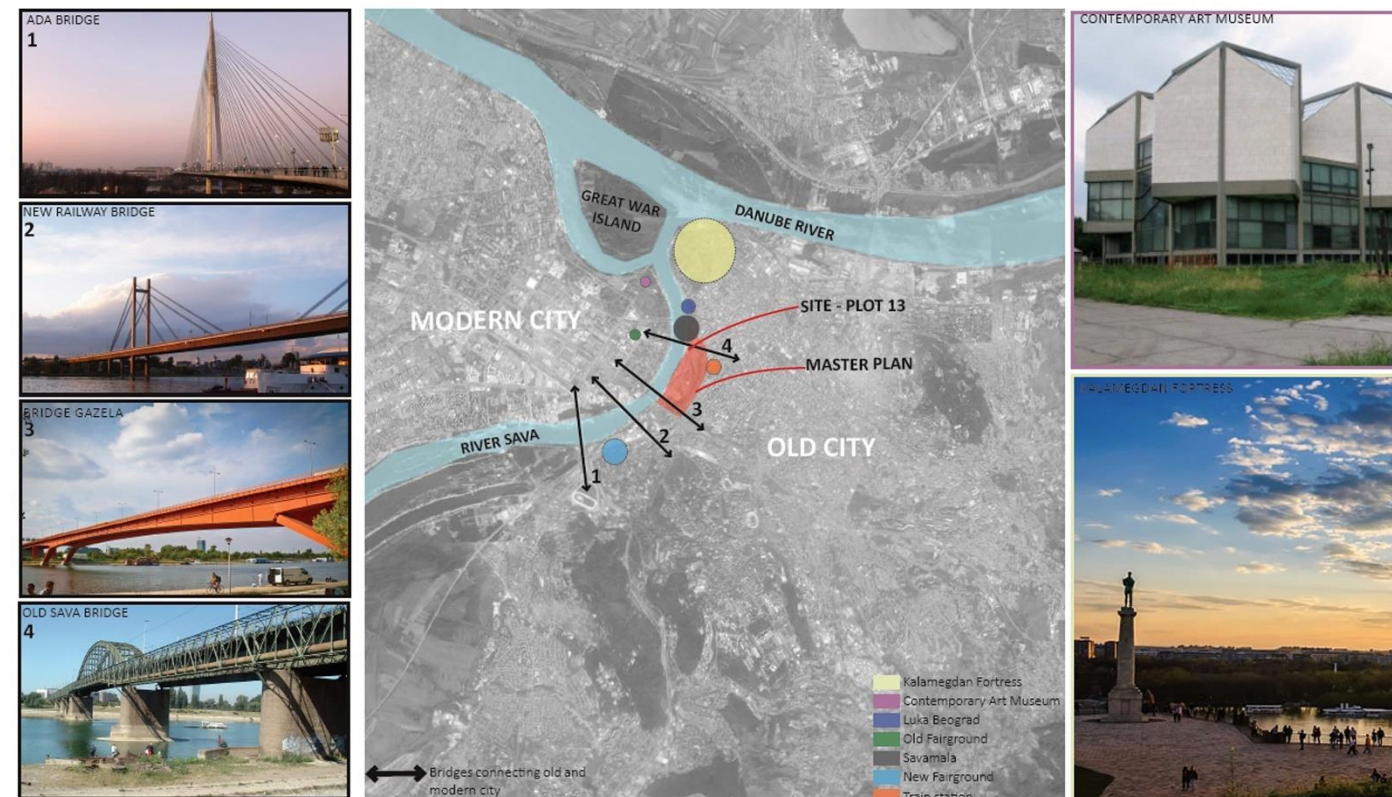 ADA BRIDGE
1
NEW RAILWAY BRIDGE
2
BRIDGE GAZELA
3
OLD SAVA BRIDGE
4
GREAT WAR
ISLAND
DANUBE RIVER
MODERN CITY
SITE - PLOT 13
4
MASTER PLAN
3
RIVER SAVA
2
OLD CITY
1
Kalamegdan Fortress
Contemporary Art Museum
Luka Beograd
Old Fairground
Savamala
New Fairground
Train station
Bridges connecting old and
modern city
CONTEMPORARY ART MUSEUM
KALAMEGDAN FORTRESS